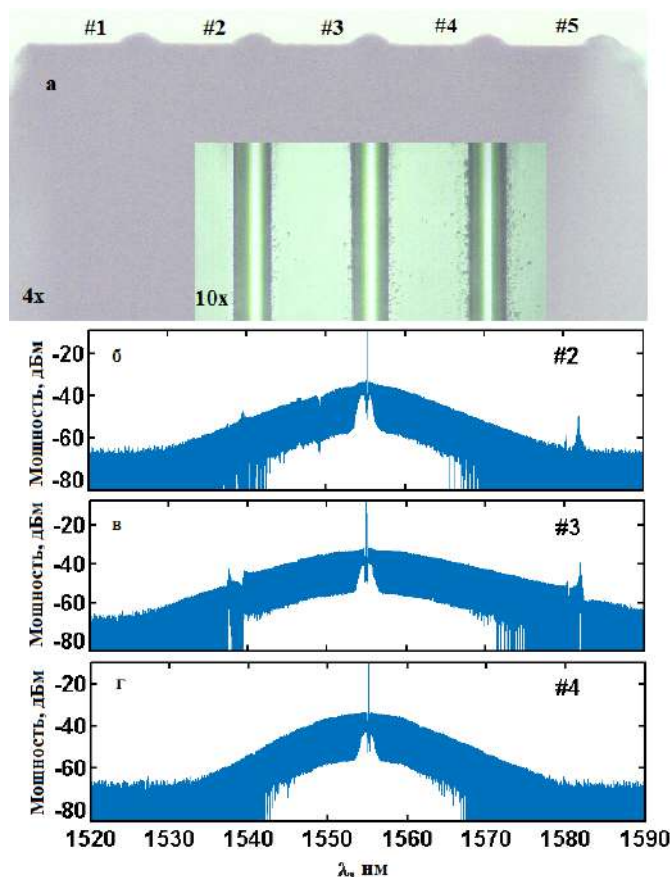 #1 #2 #3 #4 #5
а
4x
10x
Мощность, дБм
-20
-40
-60
-80
б
#2
Мощность, дБм
-20
-40
-60
-80
в
#3
Мощность, дБм
-20
-40
-60
-80
г
#4
1520 1530 1540 1550 1560 1570 1580 1590
λ, нм